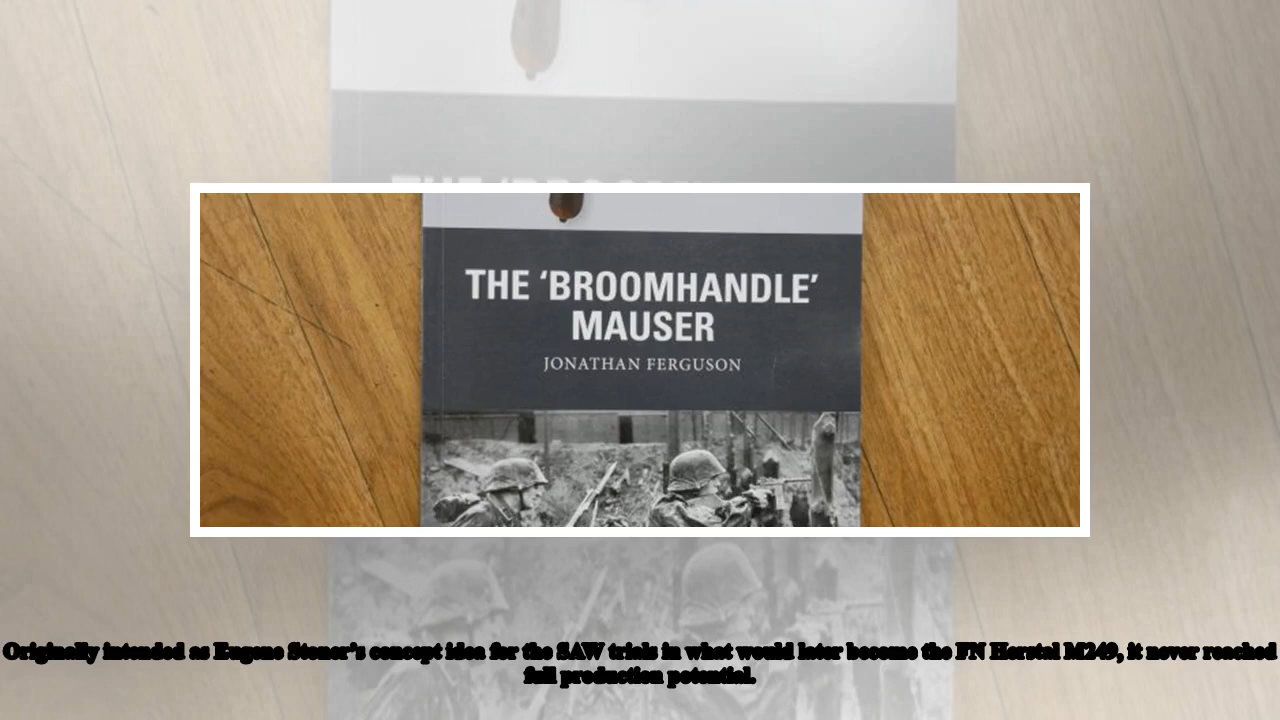 THE 'BROOMHANDLE'
MAUSER
JONATHAN FERGUSON
Originally intended as Eugene Stoner's concept idea for the SAW trials in what would later become the FN Herstal M249, it never reached
full production potential.